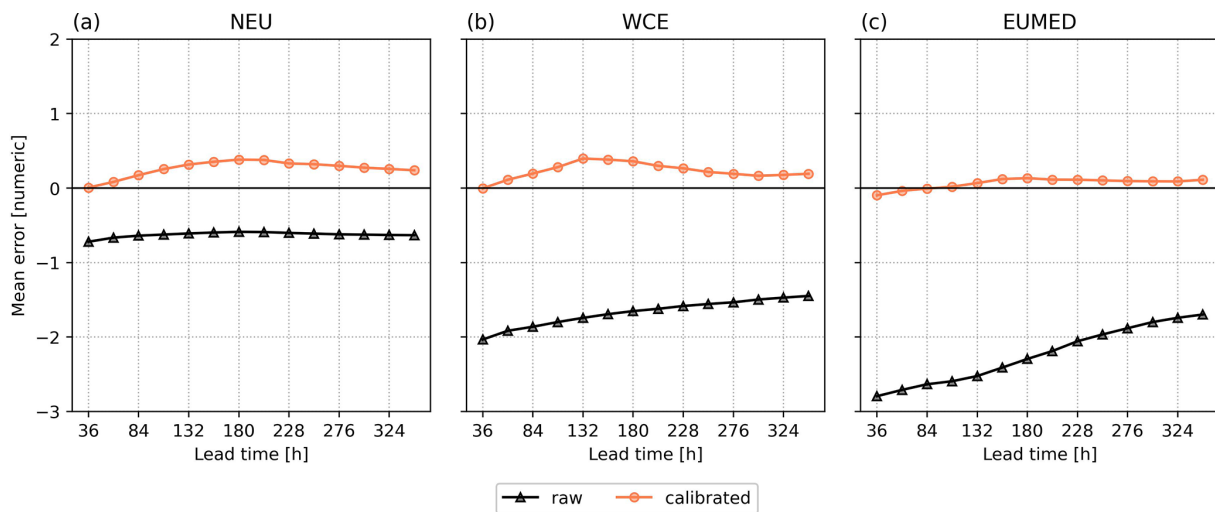 (a) NEU
(b) WCE
(c) EUMED
Mean error [numeric]
2
1
0
−1
−2
−3
36 84 132 180 228 276 324
36 84 132 180 228 276 324
36 84 132 180 228 276 324
Lead time [h]
Lead time [h]
Lead time [h]
raw calibrated